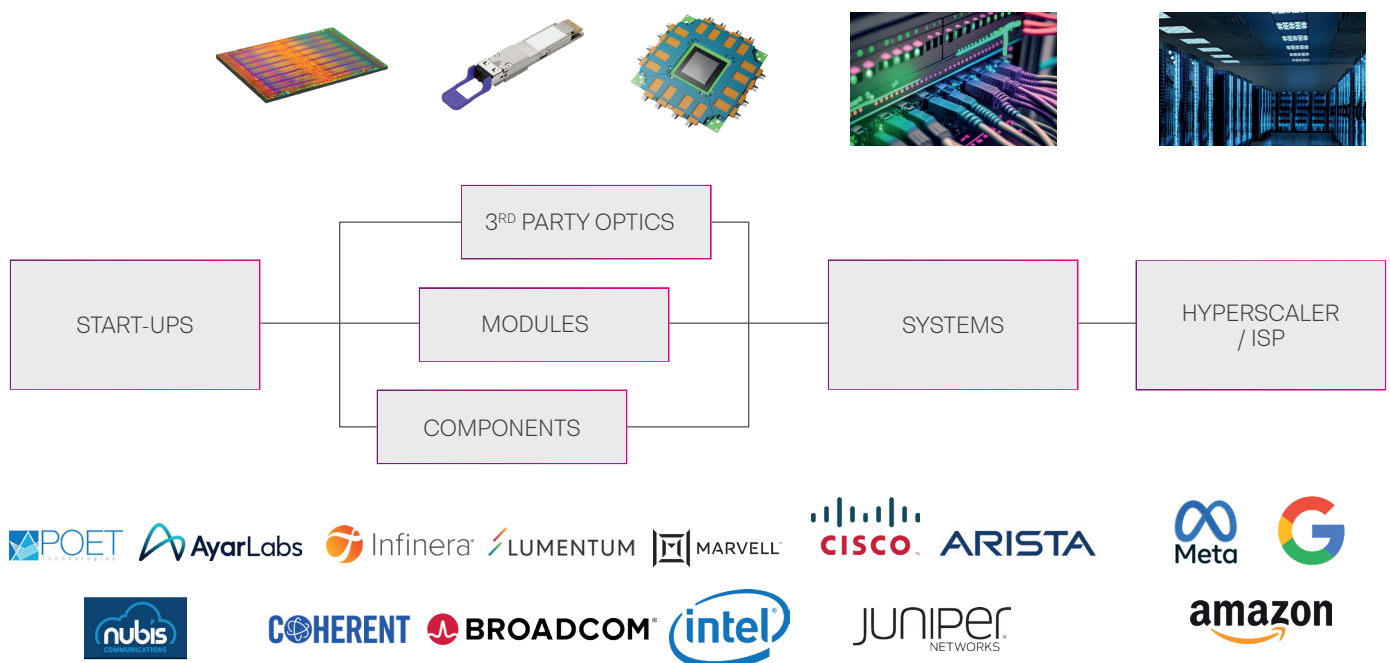 3RD PARTY OPTICS
START-UPS
MODULES
SYSTEMS
HYPERSCALER
/ ISP
COMPONENTS
POET
Technologies
AyarLabs
Infinera
LUMENTUM
MARVELL
CISCO
ARISTA
Meta
G
nubis
COMMUNICATIONS
COHERENT
BROADCOM
intel
JUNIPER
NETWORKS
amazon